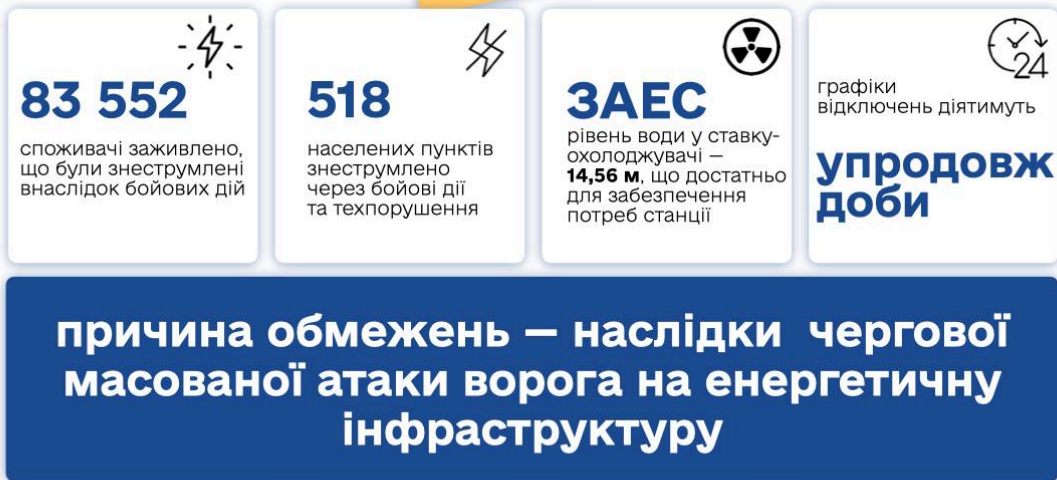 83 552
споживачі заживлено,
що були знеструмлені
внаслідок бойових дій
518
населених пунктів
знеструмлено
через бойові дії
та техпорушення
ЗАЕС
рівень води у ставку-
охолоджувачі —
14,56 м, що достатньо
для забезпечення
потреб станції
24
графіки
відключень діятимуть
упродовж
доби
причина обмежень — наслідки чергової
масованої атаки ворога на енергетичну
інфраструктуру